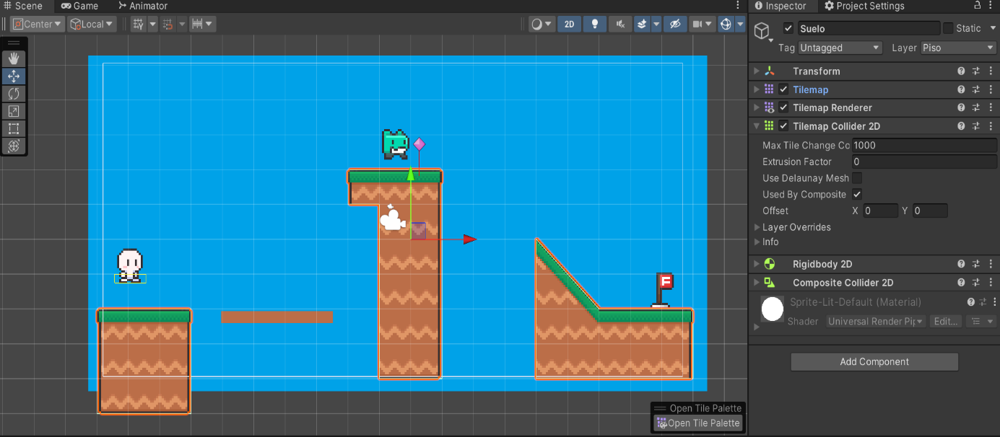 Scene Game Animator
Inspector Project Settings
Center Local 2D
Suelo Static
Tag Untagged Layer Piso
Transform
Tilemap
Tilemap Renderer
Tilemap Collider 2D
Max Tile Change Co 1000
Extrusion Factor 0
Use Delaunay Mesh
Used By Composite
Offset X 0 Y 0
Layer Overrides
Info
Rigidbody 2D
Composite Collider 2D
Sprite-Lit-Default (Material)
Shader Universal Render Pip Edit...
Add Component
F
Open Tile Palette
Open Tile Palette